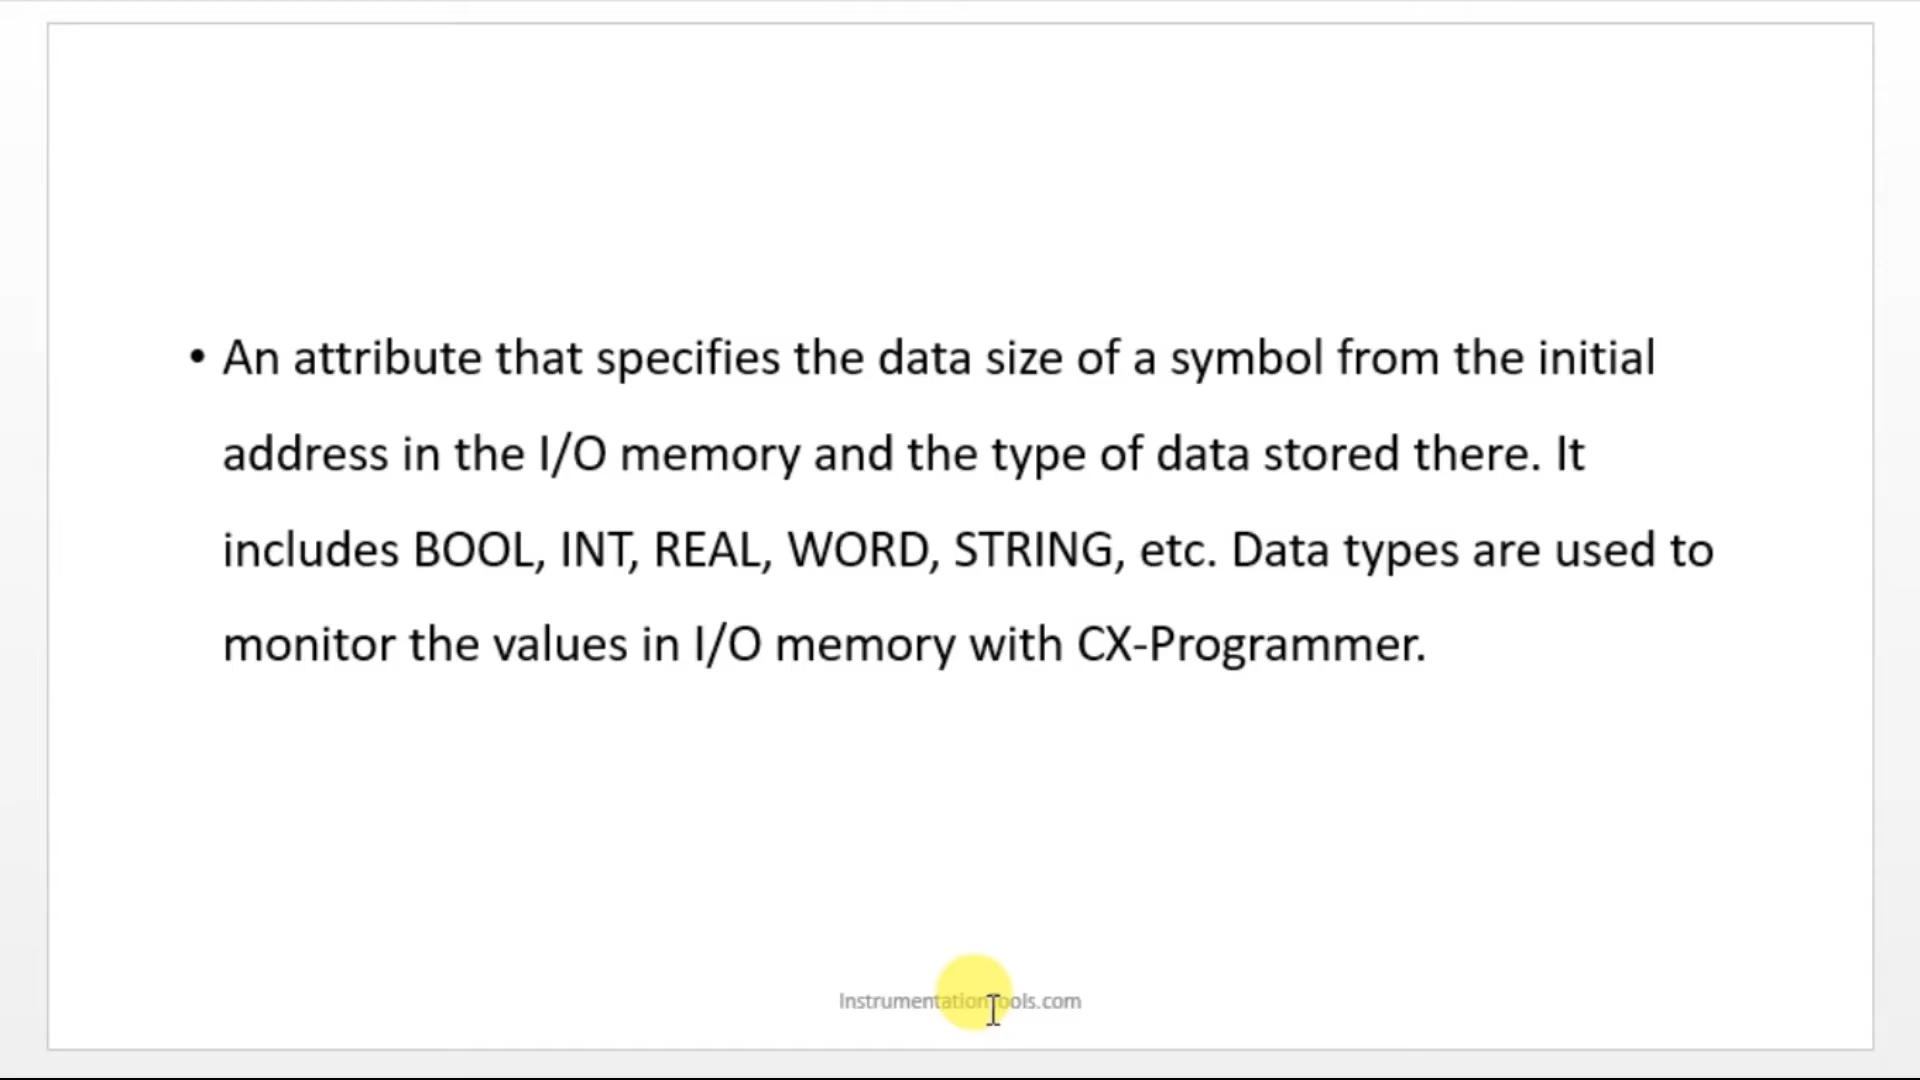 • An attribute that specifies the data size of a symbol from the initial
address in the I/O memory and the type of data stored there. It
includes BOOL, INT, REAL, WORD, STRING, etc. Data types are used to
monitor the values in I/O memory with CX-Programmer.
InstrumentationTools.com